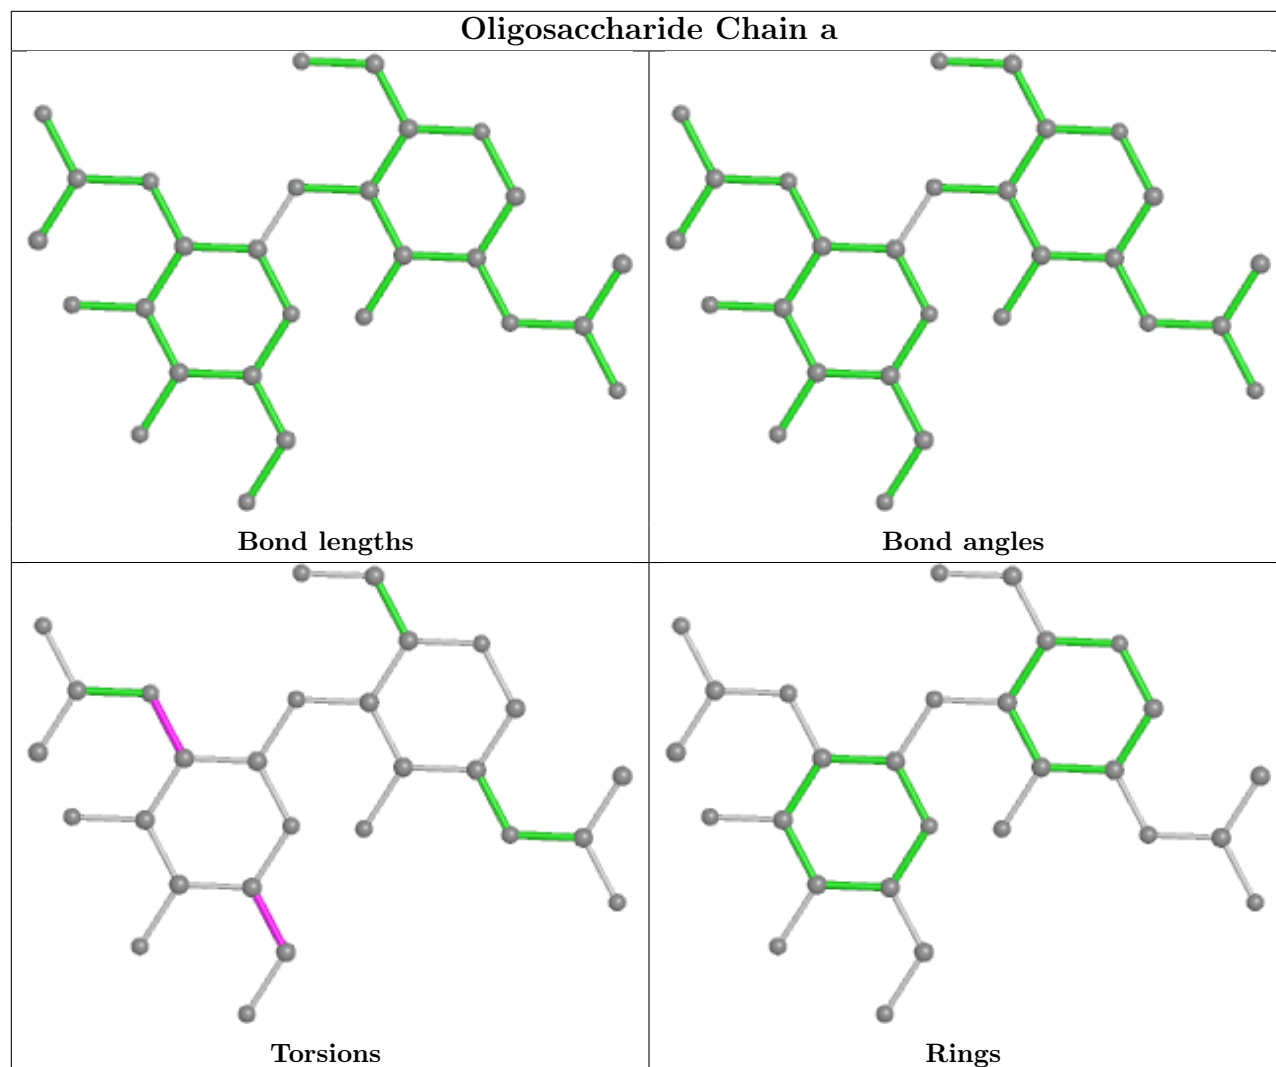 Oligosaccharide Chain a
Bond lengths
Bond angles
Torsions
Rings